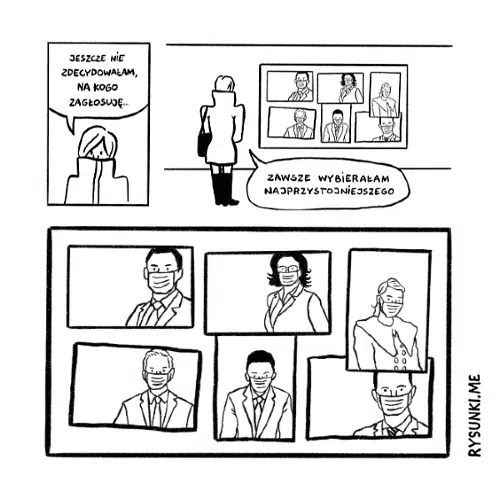 JESZCZE NIE
ZDECYDOWAŁAM,
NA KOGO
ZAGŁOSUJĘ..
ZAWSZE WYBIERAŁAM
NAJPRZYSTOJNIEJSZEGO
RYSUNKI.ME